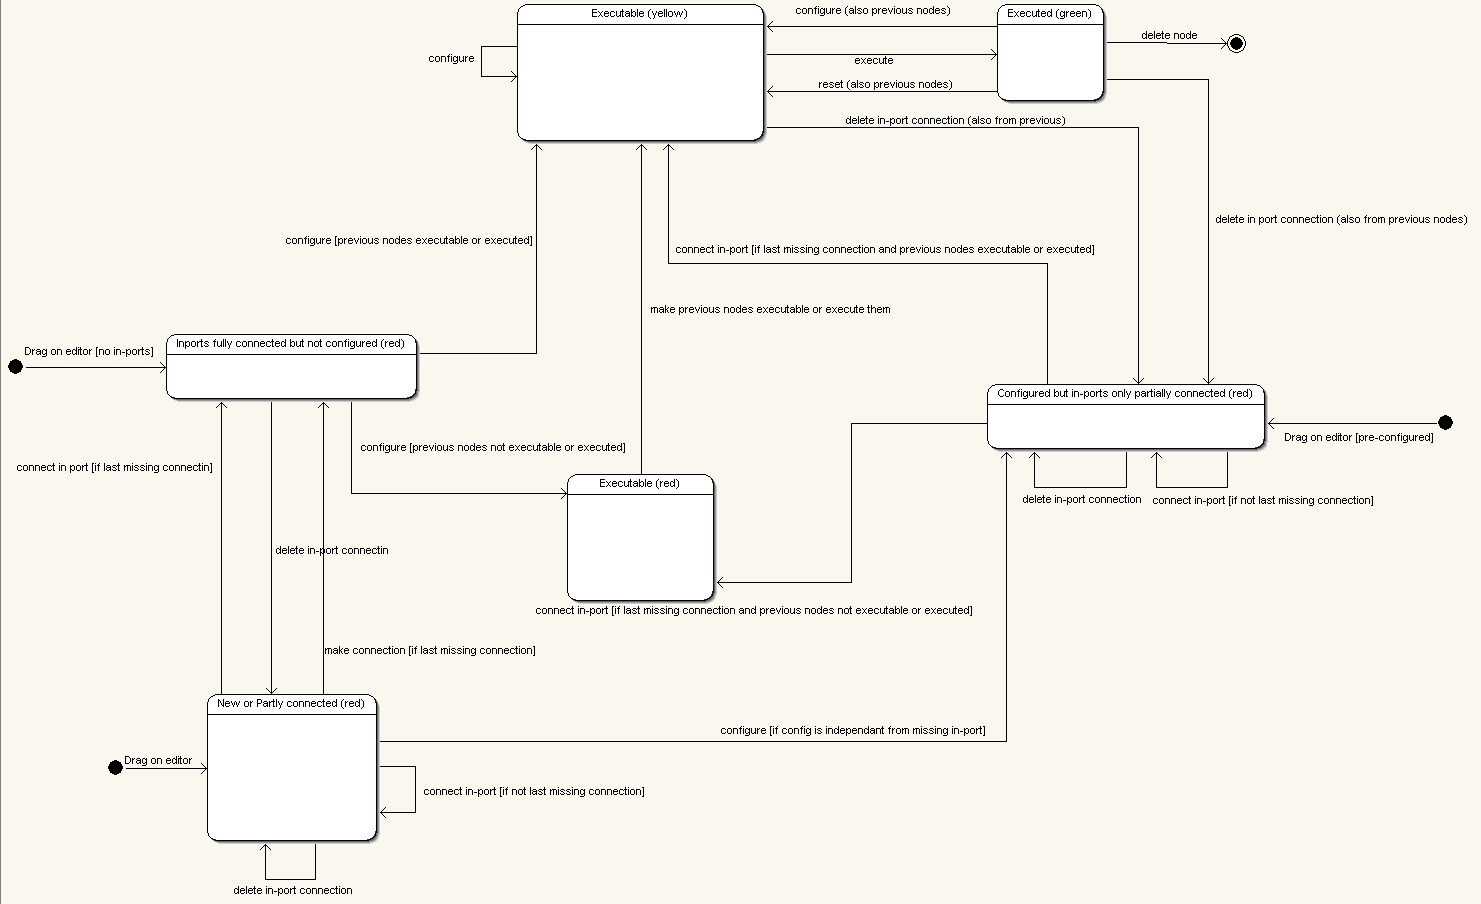 Executable (yellow)
configure (also previous nodes)
Executed (green)
delete node
configure
execute
reset (also previous nodes)
delete in-port connection (also from previous)
delete in port connection (also from previous nodes)
configure [previous nodes executable or executed]
connect in-port [if last missing connection and previous nodes executable or executed]
make previous nodes executable or execute them
Drag on editor [no in-ports]
Inports fully connected but not configured (red)
Configured but in-ports only partially connected (red)
Drag on editor [pre-configured]
configure [previous nodes not executable or executed]
connect in port [if last missing connectin]
Executable (red)
delete in-port connection
connect in-port [if not last missing connection]
delete in-port connectin
connect in-port [if last missing connection and previous nodes not executable or executed]
make connection [if last missing connection]
New or Partly connected (red)
configure [if config is independant from missing in-port]
Drag on editor
connect in-port [if not last missing connection]
delete in-port connection